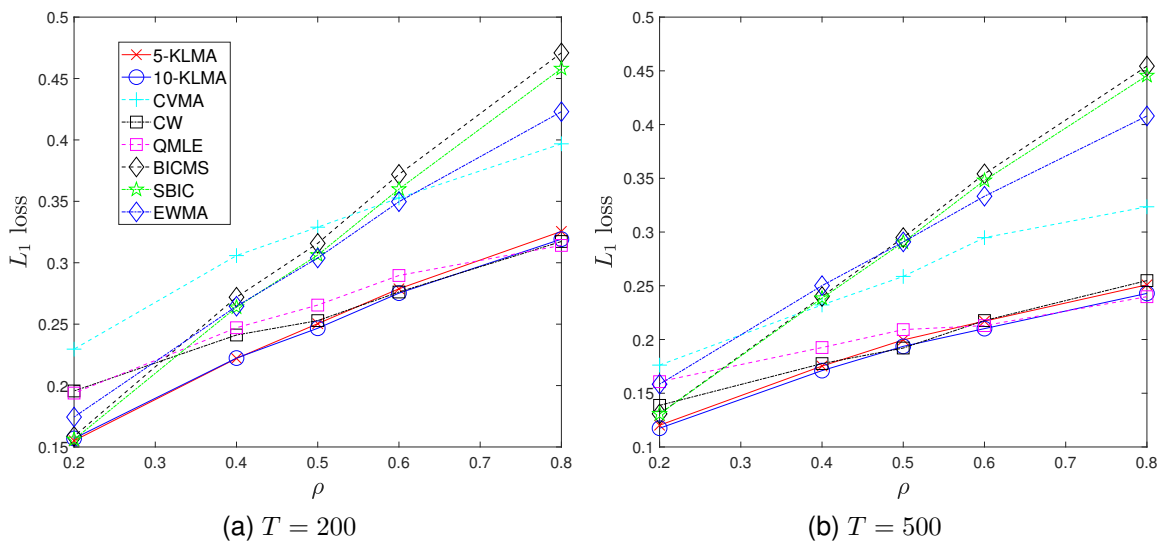 0.5
0.45
0.4
0.35
0.3
0.25
0.2
0.15
L₁ loss
5-KLMA
10-KLMA
CVMA
CW
QMLE
BICMS
SBIC
EWMA
0.2 0.3 0.4 0.5 0.6 0.7 0.8
ρ
(a) T = 200
0.5
0.45
0.4
0.35
0.3
0.25
0.2
0.15
0.1
L₁ loss
0.2 0.3 0.4 0.5 0.6 0.7 0.8
ρ
(b) T = 500